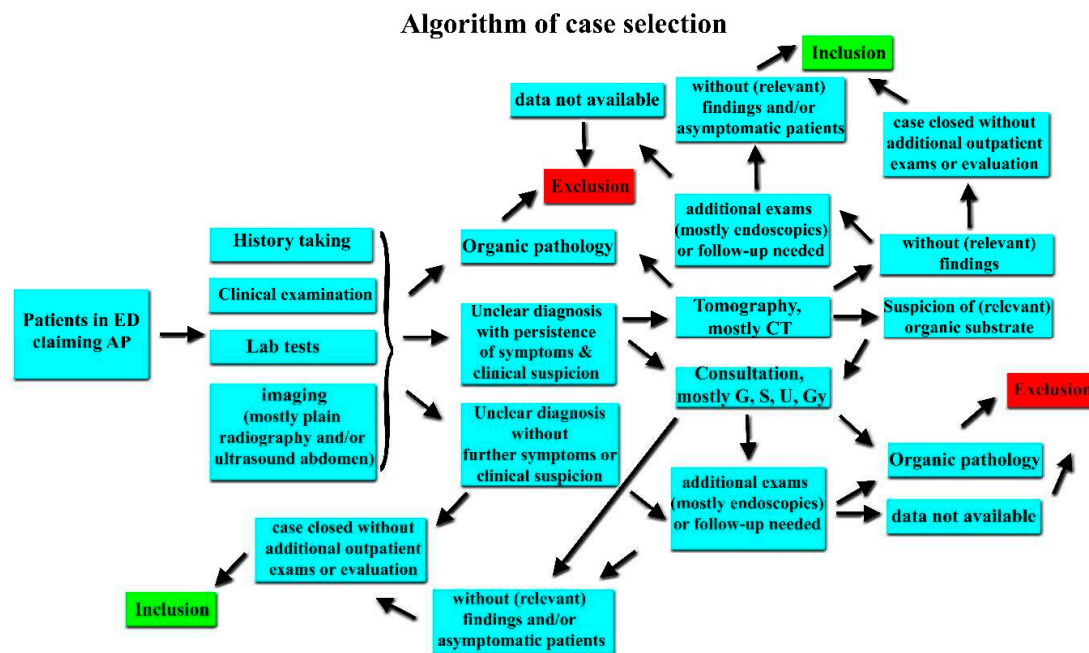 Algorithm of case selection
Inclusion
data not available
without (relevant)
findings and/or
asymptomatic patients
case closed without
additional outpatient
exams or evaluation
Exclusion
History taking
Organic pathology
additional exams
(mostly endoscopies)
or follow-up needed
without (relevant)
findings
Clinical examination
Patients in ED
claiming AP
Lab tests
Unclear diagnosis
with persistence
of symptoms &
clinical suspicion
Tomography,
mostly CT
Suspicion of (relevant)
organic substrate
imaging
(mostly plain
radiography and/or
ultrasound abdomen)
Consultation,
mostly G, S, U, Gy
Exclusion
Unclear diagnosis
without
further symptoms or
clinical suspicion
Organic pathology
additional exams
(mostly endoscopies)
or follow-up needed
data not available
case closed without
additional outpatient
exams or evaluation
Inclusion
without (relevant)
findings and/or
asymptomatic patients